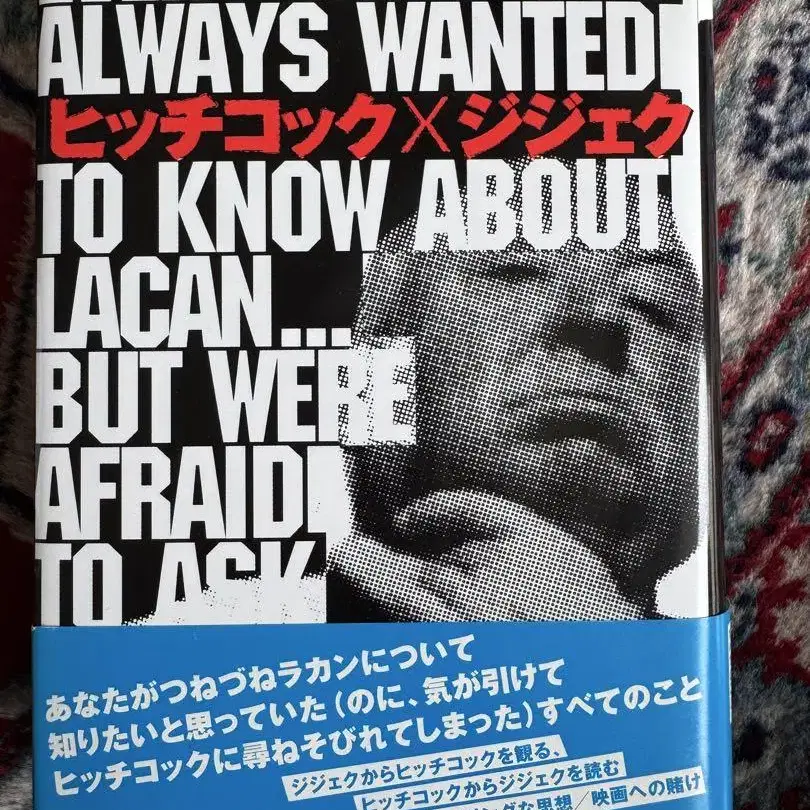 ALWAYS WANTED
ヒッチコック×ジジェク
TO KNOW ABOUT
LACAN...
BUT WERE
AFRAID
TO ASK
あなたがつねづねラカンについて
知りたいと思っていた(のに、気が引けて
ヒッチコックに尋ねそびれてしまった)すべてのこと
ジジェクからヒッチコックを観る、
ヒッチコックからジジェクを読む
な思想/映画への賭け